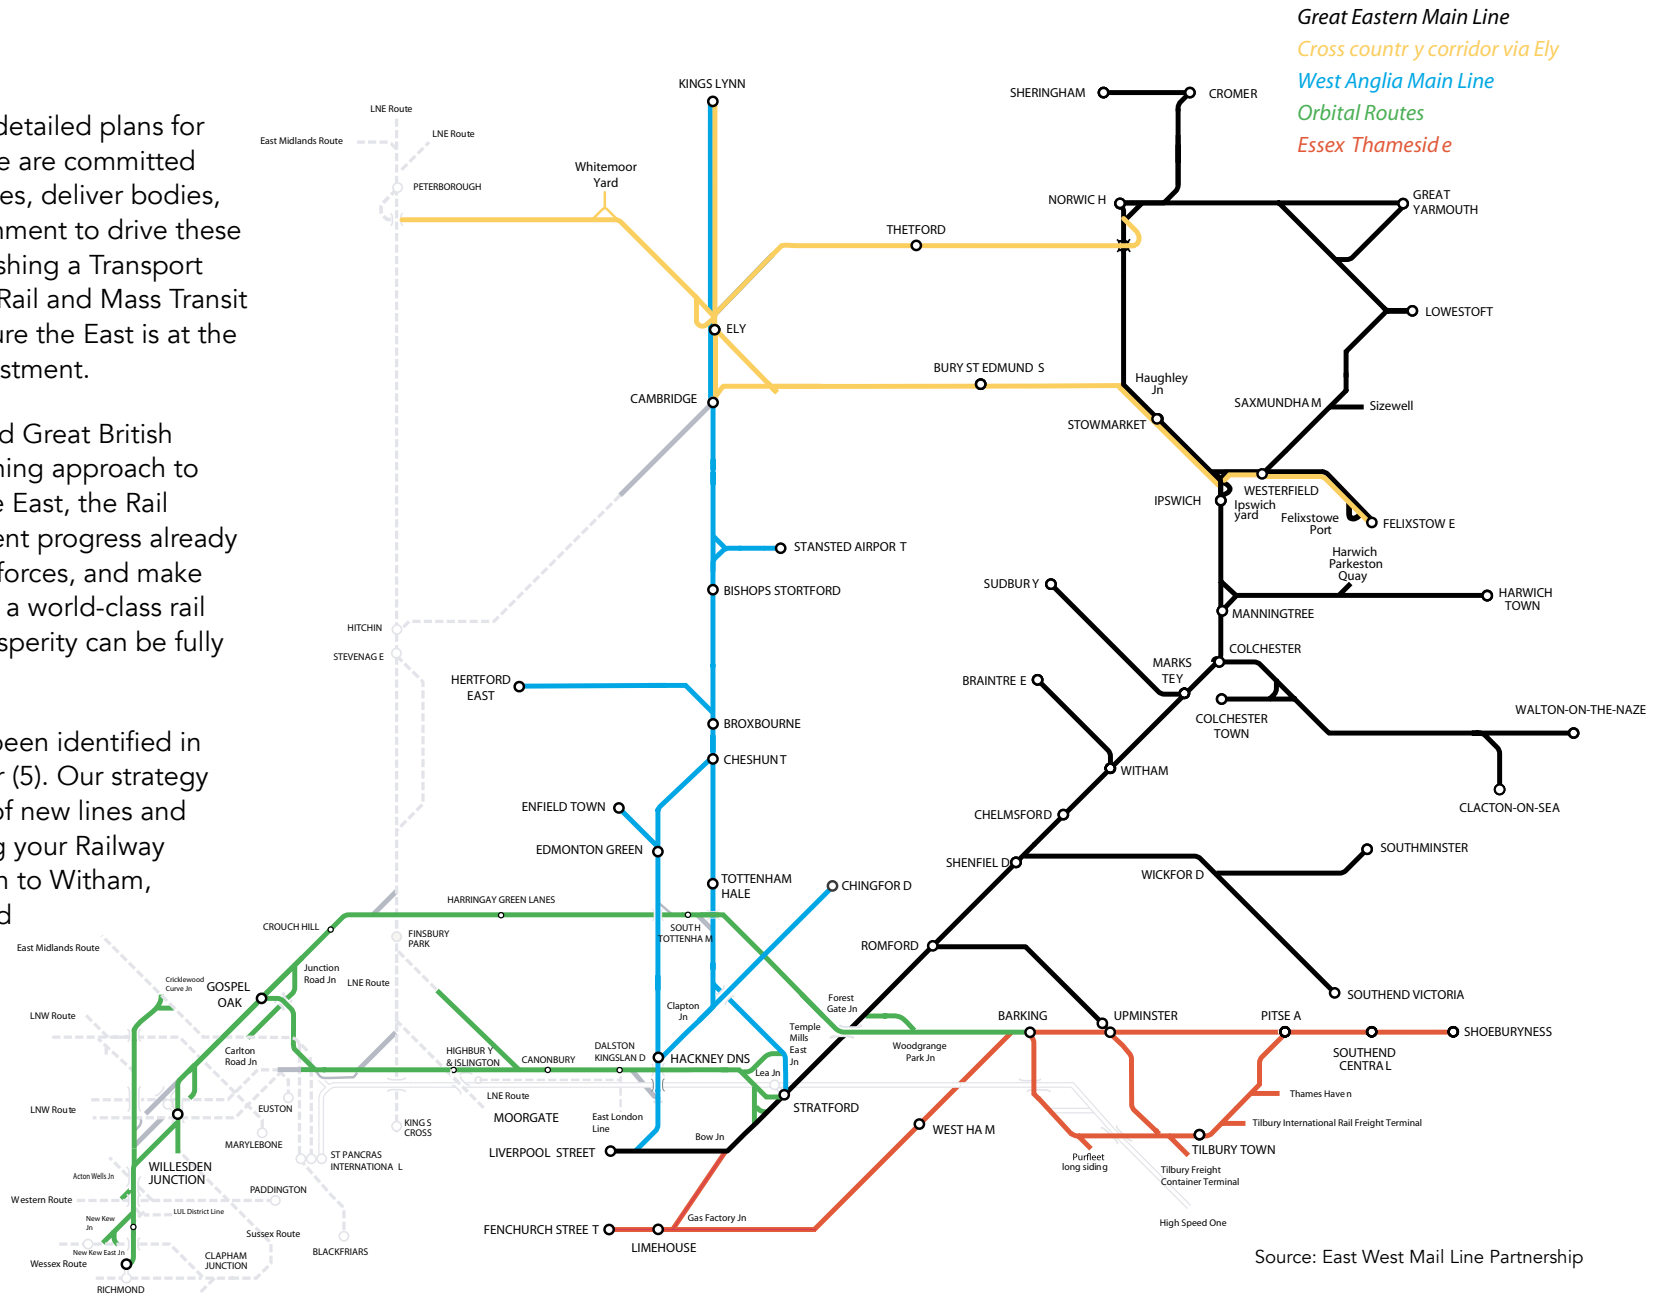 Great Eastern Main Line
Cross countr y corridor via Ely
West Anglia Main Line
Orbital Routes
Essex Thamesid e
detailed plans for
e are committed
es, deliver bodies,
nment to drive these
shing a Transport
Rail and Mass Transit
ure the East is at the
stment.
d Great British
ning approach to
e East, the Rail
ent progress already
forces, and make
a world-class rail
sperity can be fully
been identified in
r (5). Our strategy
of new lines and
g your Railway
n to Witham,
d
KINGS LYNN
SHERINGHAM
CROMER
LNE Route
East Midlands Route
LNE Route
PETERBOROUGH
Whitemoor
Yard
NORWIC H
GREAT
YARMOUTH
THETFORD
LOWESTOFT
ELY
BURY ST EDMUND S
Haughley
Jn
CAMBRIDGE
SAXMUNDHA M
Sizewell
STOWMARKET
IPSWICH
WESTERFIELD
Ipswich
yard
Felixstowe
Port
FELIXSTOW E
STANSTED AIRPOR T
Harwich
Parkeston
Quay
SUDBUR Y
BISHOPS STORTFORD
HARWICH
TOWN
MANNINGTREE
HITCHIN
STEVENAG E
COLCHESTER
MARKS
TEY
HERTFORD
EAST
BRAINTRE E
COLCHESTER
TOWN
WALTON-ON-THE-NAZE
BROXBOURNE
CHESHUN T
WITHAM
ENFIELD TOWN
CHELMSFOR D
CLACTON-ON-SEA
EDMONTON GREEN
SHENFIEL D
SOUTHMINSTER
WICKFOR D
TOTTENHAM
HALE
CHINGFOR D
HARRINGAY GREEN LANES
CROUCH HILL
FINSBURY
PARK
SOUT H
TOTTENHA M
East Midlands Route
ROMFORD
Cricklewood
Curve Jn
GOSPEL
OAK
Junction
Road Jn
LNE Route
SOUTHEND VICTORIA
LNW Route
Clapton
Jn
Forest
Gate Jn
Temple
Mills
East
Jn
BARKING
UPMINSTER
PITSE A
SHOEBURYNESS
Woodgrange
Park Jn
SOUTHEND
CENTRA L
Carlton
Road Jn
HIGHBUR Y
& ISLINGTON
CANONBURY
DALSTON
KINGSLAN D
HACKNEY DNS
Lea Jn
LNW Route
EUSTON
LNE Route
MOORGATE
East London
Line
STRATFORD
Thames Have n
KING S
CROSS
WEST HA M
Tilbury International Rail Freight Terminal
MARYLEBONE
Bow Jn
LIVERPOOL STREET
ST PANCRAS
INTERNATIONA L
TILBURY TOWN
Purfleet
long siding
WILLESDEN
JUNCTION
Tilbury Freight
Container Terminal
Acton Wells Jn
PADDINGTON
Western Route
LUL District Line
New Kew
Jn
Sussex Route
High Speed One
Gas Factory Jn
FENCHURCH STREE T
LIMEHOUSE
New Kew East Jn
BLACKFRIARS
CLAPHAM
JUNCTION
Wessex Route
RICHMOND
Source: East West Mail Line Partnership